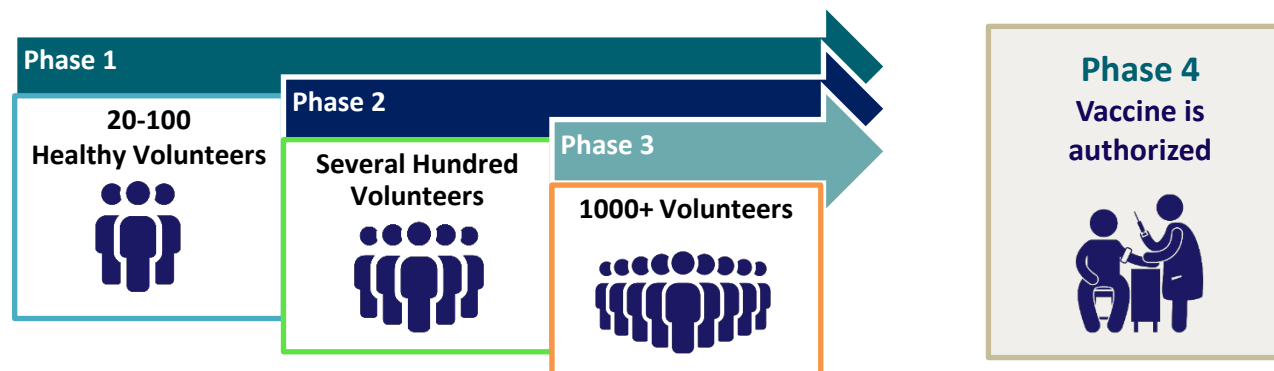 Phase 1
20-100
Healthy Volunteers
Phase 2
Several Hundred
Volunteers
Phase 3
1000+ Volunteers
Phase 4
Vaccine is
authorized